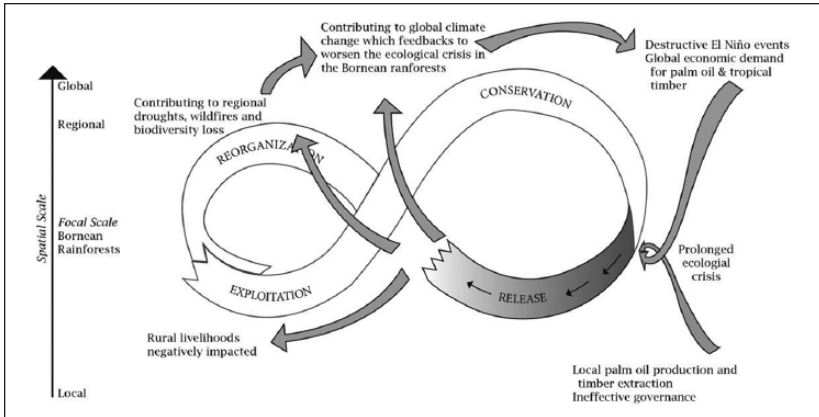 Contributing to global climate
change which feedbacks to
worsen the ecological crisis in
the Bornean ranforests
Destructive El Niño events
Global economic demand
for palm oil & tropical
timber
Global
Contributing to regional
droughts, wildfires and
biodiversity loss
Regional
CONSERVATION
REORGANIZATION
Spatial Scale
Focal Scale
Bornean
Rainforests
Prolonged
ecologial
crisis
EXPLOITATION
RELEASE
Rural livelihoods
negatively impacted
Local palm oil production and
timber extraction
Ineffective governance
Local